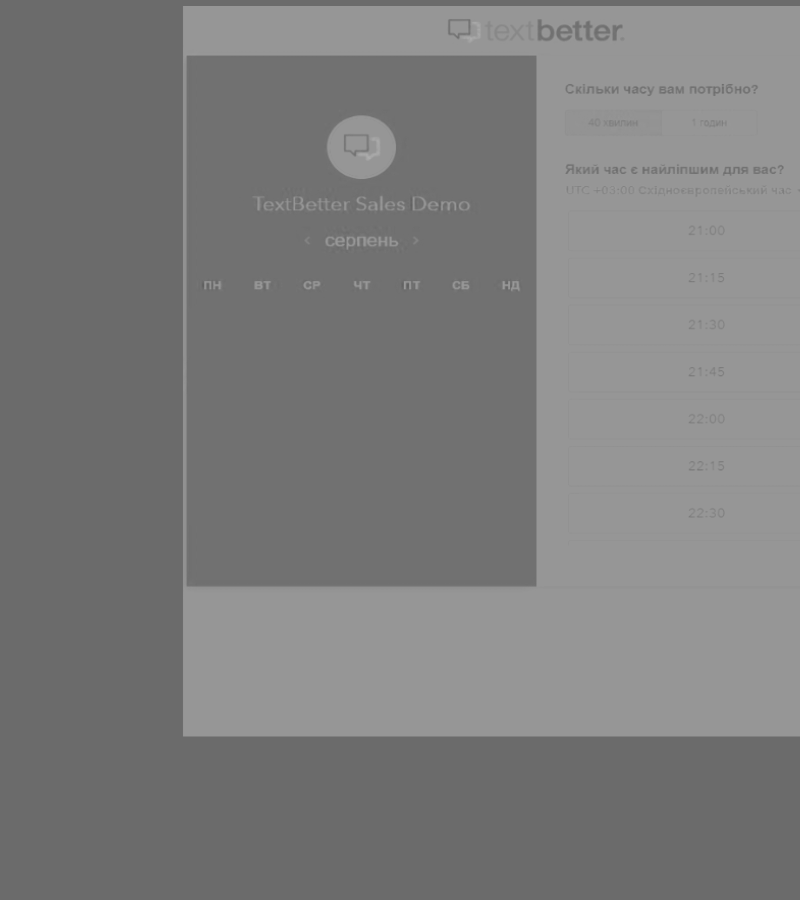 textbetter.
TextBetter Sales Demo
< серпень >
ПН ВТ СР ЧТ ПТ СБ НД
Скільки часу вам потрібно?
40 хвилин 1 годин
Який час є найліпшим для вас?
UTC +03:00 Східноєвропейський час
21:00
21:15
21:30
21:45
22:00
22:15
22:30